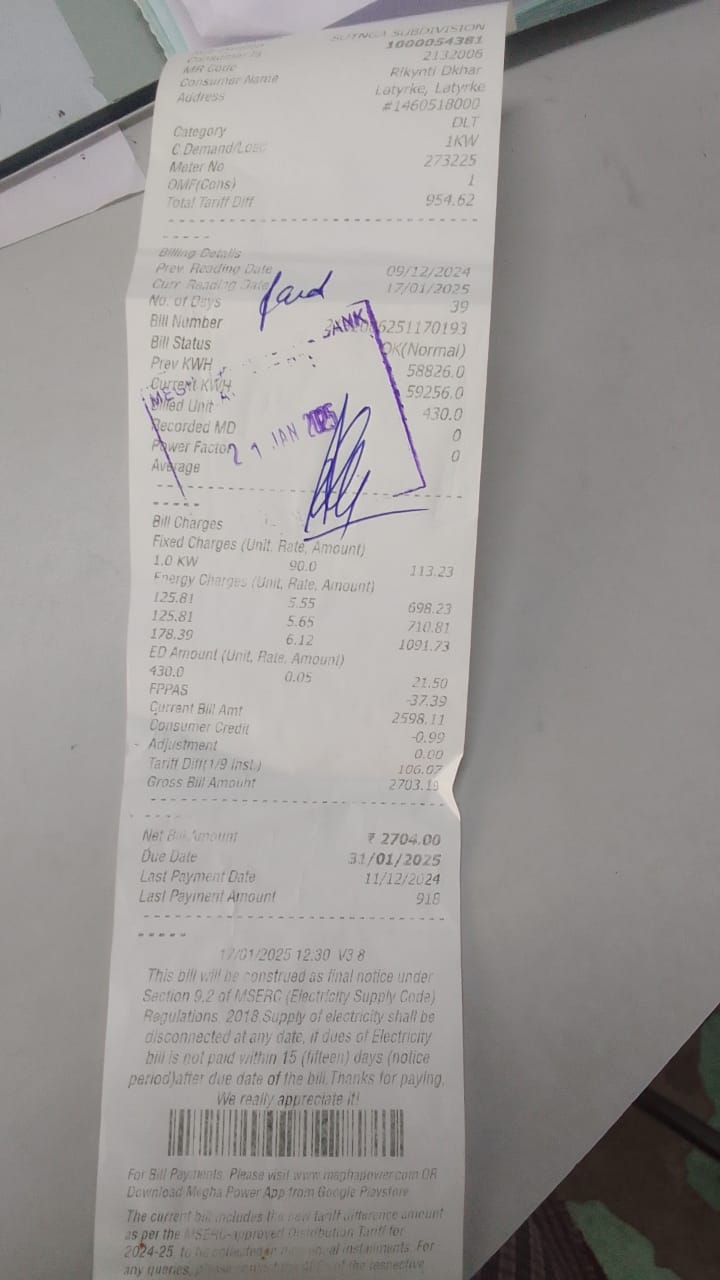 SUTNGA SUBDIVISION
1000054381
MR Code 2132006
Consumer Name Rikynti Dkhar
Address Latyrke, Latyrke
#1460518000
Category DLT
C.Demand/Load 1KW
Meter No 273225
OMF(Cons) 1
Total Tariff Diff 954.62
-----
Billing Details
Prev. Reading Date 09/12/2024
Curr. Reading Date 17/01/2025
No. of Days 39
paid
Bill Number 6251170193
BANK
Bill Status OK(Normal)
Prev KWH 58826.0
Current KWH 59256.0
MEGH
Billed Unit 430.0
Recorded MD 0
21 JAN 2025
Power Factor 0
Average
-----
Bill Charges
Fixed Charges (Unit, Rate, Amount)
1.0 KW 90.0 113.23
Energy Charges (Unit, Rate, Amount)
125.81 5.55 698.23
125.81 5.65 710.81
178.39 6.12 1091.73
ED Amount (Unit, Rate, Amount)
430.0 0.05 21.50
FPPAS -37.39
Current Bill Amt 2598.11
Consumer Credit -0.99
Adjustment 0.00
Tariff Diff(1/9 Inst.) 106.07
Gross Bill Amount 2703.19
-----
Net Bill Amount ₹ 2704.00
Due Date 31/01/2025
Last Payment Date 11/12/2024
Last Payment Amount 918
-----
17/01/2025 12:30 V3.8
This bill will be construed as final notice under
Section 9.2 of MSERC (Electricity Supply Code)
Regulations, 2018.Supply of electricity shall be
disconnected at any date, if dues of Electricity
bill is not paid within 15 (fifteen) days (notice
period)after due date of the bill.Thanks for paying,
We really appreciate it!
For Bill Payments, Please visit www.meghapower.com OR
Download Megha Power App from Google Playstore
The current bill includes the new tariff difference amount
as per the MSERC-approved Distribution Tariff for
2024-25, to be collected in instalments. For
any queries, of the respective